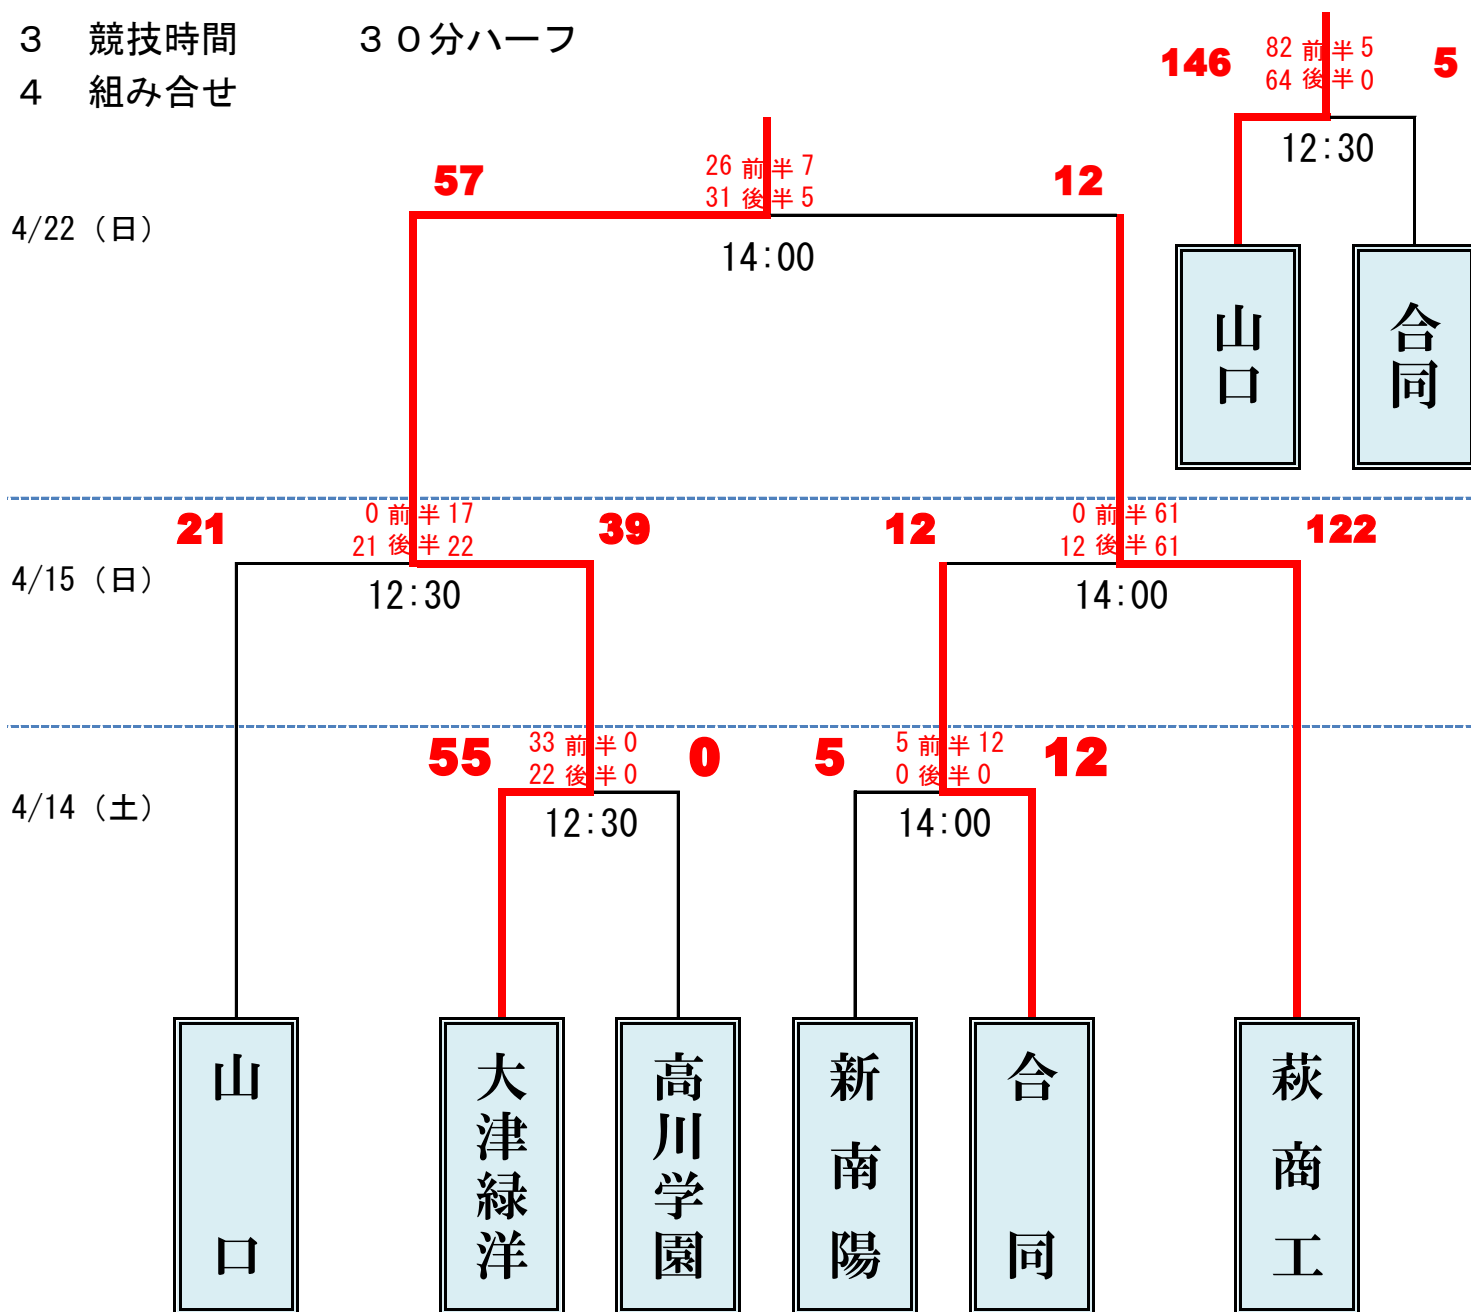 ３　競技時間　　　３０分ハーフ
４　組み合せ
146
82 前半 5
64 後半 0
5
12:30
山口
合同
57
26 前半 7
31 後半 5
12
4/22（日）
14:00
21
0 前半 17
21 後半 22
39
12
0 前半 61
12 後半 61
122
4/15（日）
12:30
14:00
55
33 前半 0
22 後半 0
0
5
5 前半 12
0 後半 0
12
4/14（土）
12:30
14:00
山口
大津緑洋
高川学園
新南陽
合同
萩商工